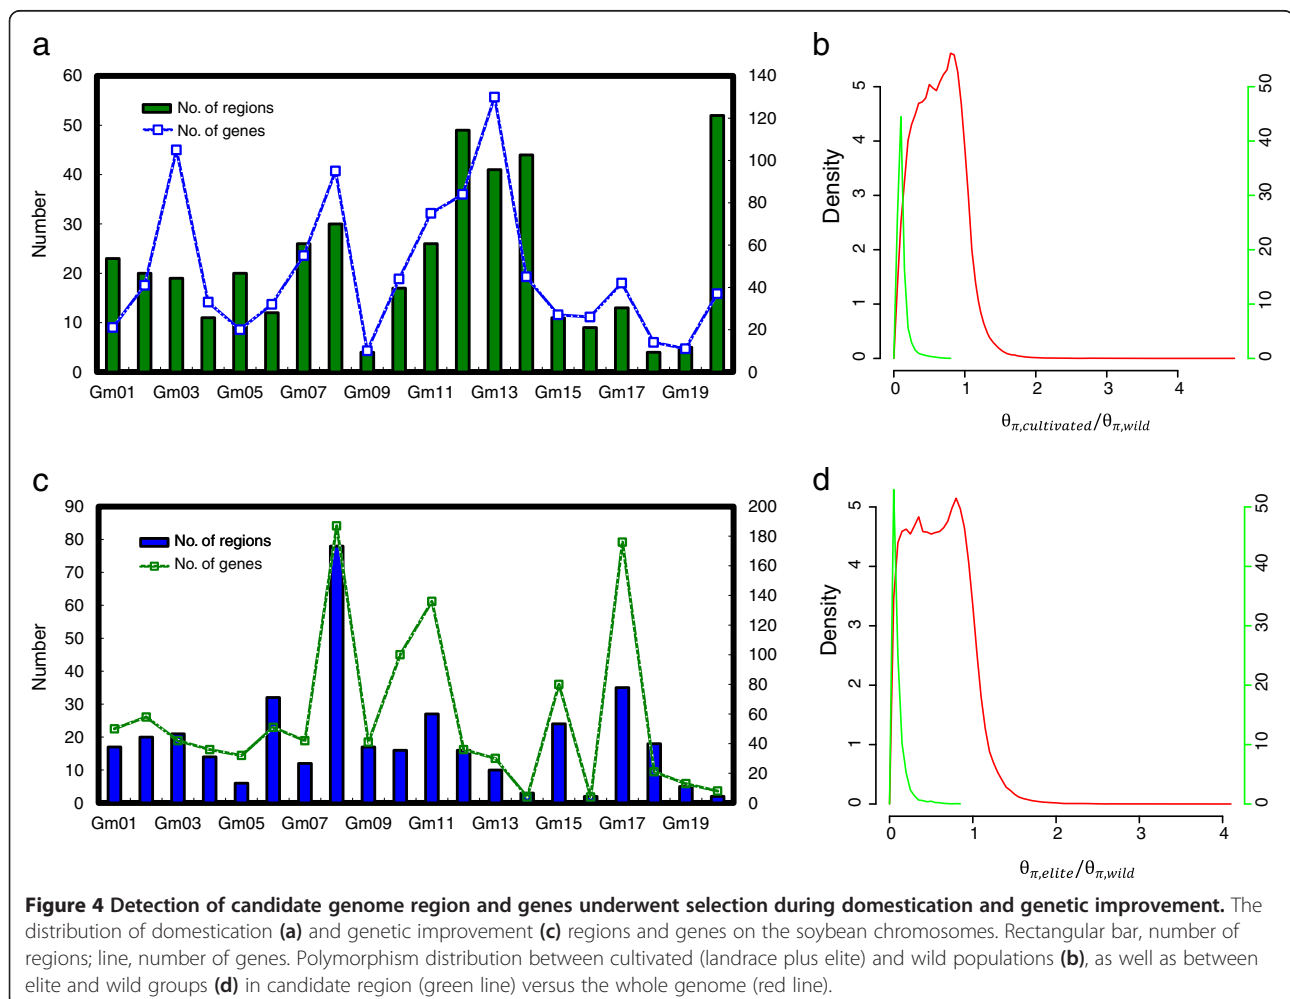 a
60
50
40
30
20
10
0
Number
No. of regions
No. of genes
140
120
100
80
60
40
20
0
Gm01 Gm03 Gm05 Gm07 Gm09 Gm11 Gm13 Gm15 Gm17 Gm19
b
Density
5
4
3
2
1
0
50
40
30
20
10
0
0 1 2 3 4
θπ,cultivated/θπ,wild
c
90
80
70
60
50
40
30
20
10
0
Number
No. of regions
No. of genes
200
180
160
140
120
100
80
60
40
20
0
Gm01 Gm03 Gm05 Gm07 Gm09 Gm11 Gm13 Gm15 Gm17 Gm19
d
Density
5
4
3
2
1
0
50
40
30
20
10
0
0 1 2 3 4
θπ,elite/θπ,wild
Figure 4 Detection of candidate genome region and genes underwent selection during domestication and genetic improvement. The
distribution of domestication (a) and genetic improvement (c) regions and genes on the soybean chromosomes. Rectangular bar, number of
regions; line, number of genes. Polymorphism distribution between cultivated (landrace plus elite) and wild populations (b), as well as between
elite and wild groups (d) in candidate region (green line) versus the whole genome (red line).